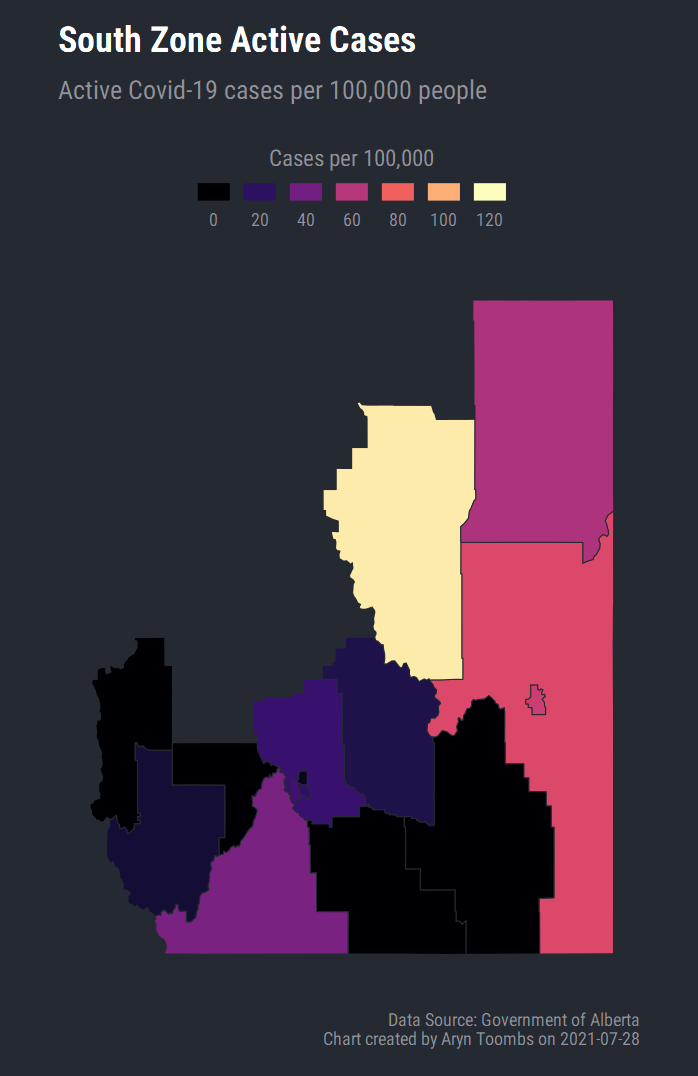 South Zone Active Cases
Active Covid-19 cases per 100,000 people
Cases per 100,000
0 20 40 60 80 100 120
Data Source: Government of Alberta
Chart created by Aryn Toombs on 2021-07-28